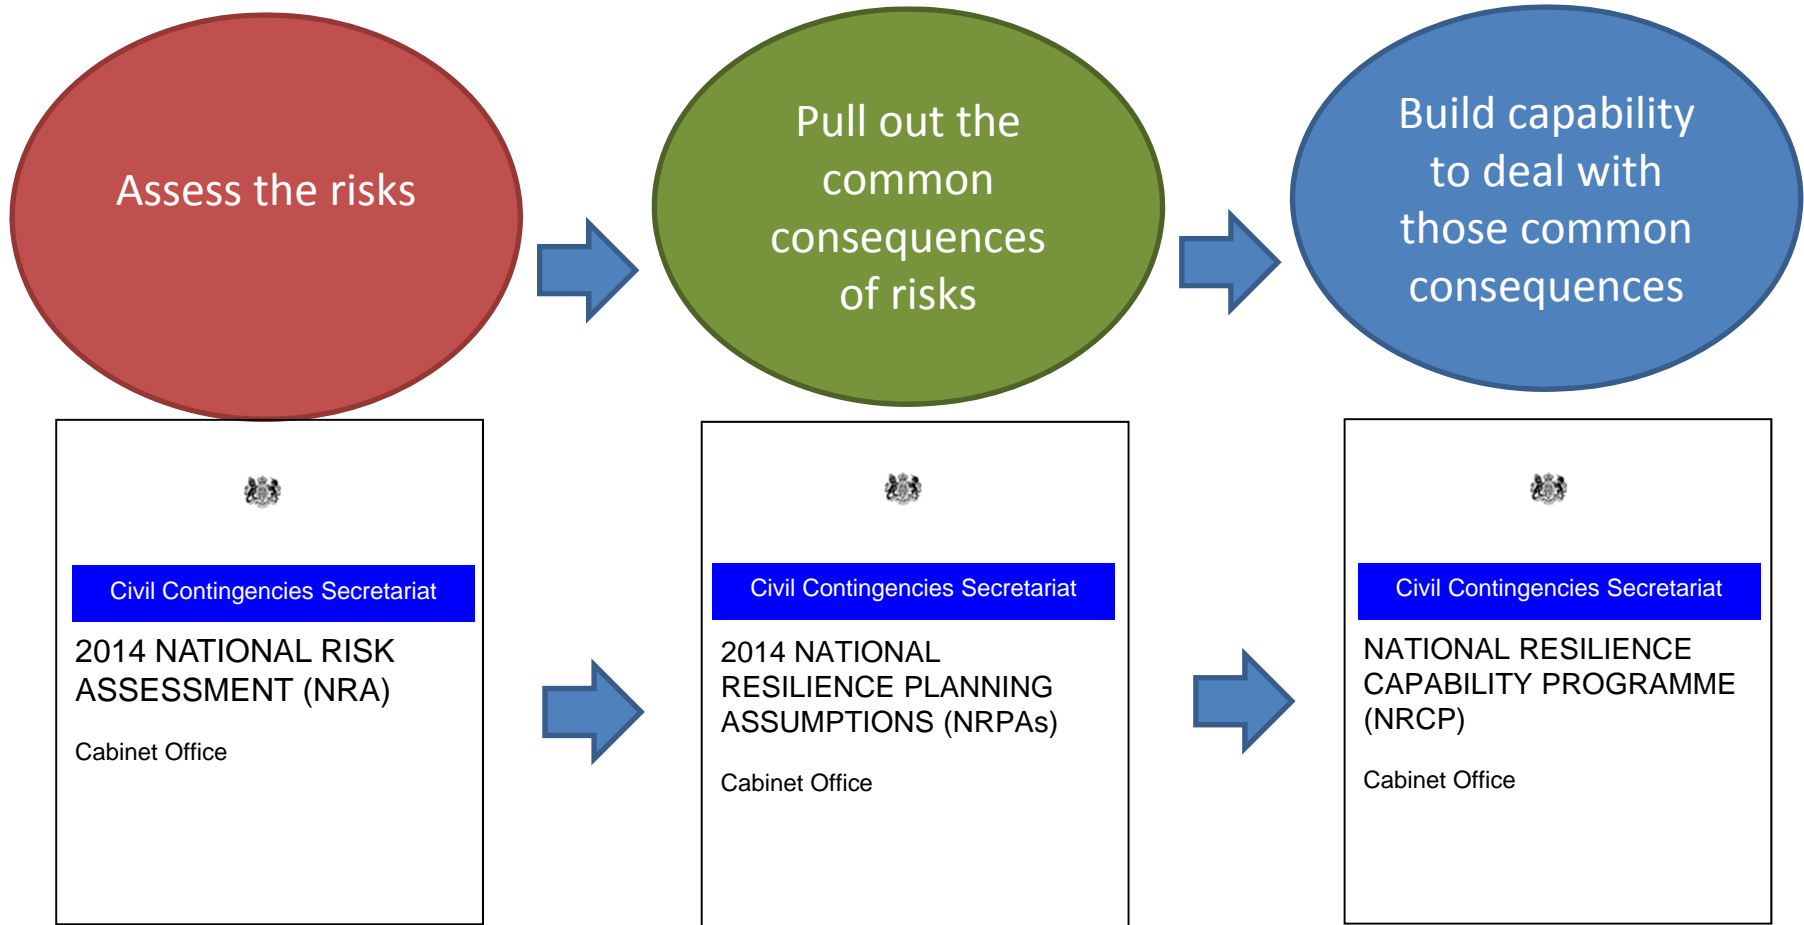 Assess the risks
Pull out the
common
consequences
of risks
Build capability
to deal with
those common
consequences
Civil Contingencies Secretariat
2014 NATIONAL RISK
ASSESSMENT (NRA)
Cabinet Office
Civil Contingencies Secretariat
2014 NATIONAL
RESILIENCE PLANNING
ASSUMPTIONS (NRPAs)
Cabinet Office
Civil Contingencies Secretariat
NATIONAL RESILIENCE
CAPABILITY PROGRAMME
(NRCP)
Cabinet Office